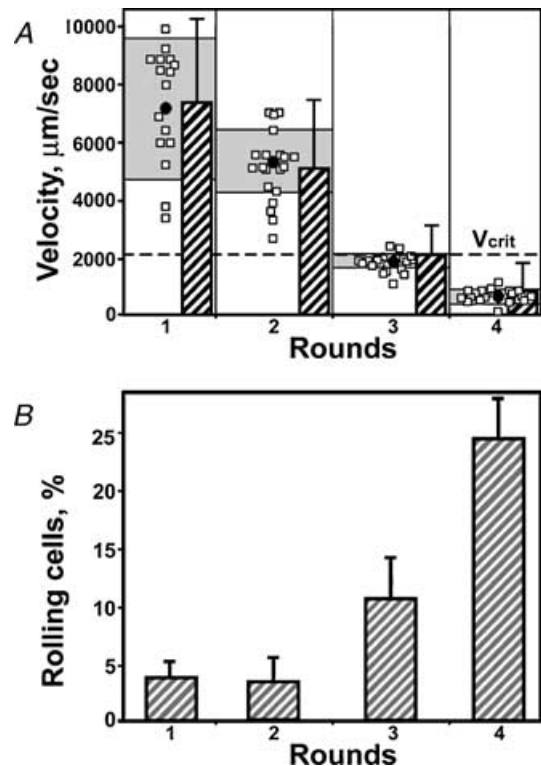 A
Velocity, μm/sec
10000
8000
6000
4000
2000
0
Vcrit
1 2 3 4
Rounds
B
Rolling cells, %
25
20
15
10
5
0
1 2 3 4
Rounds